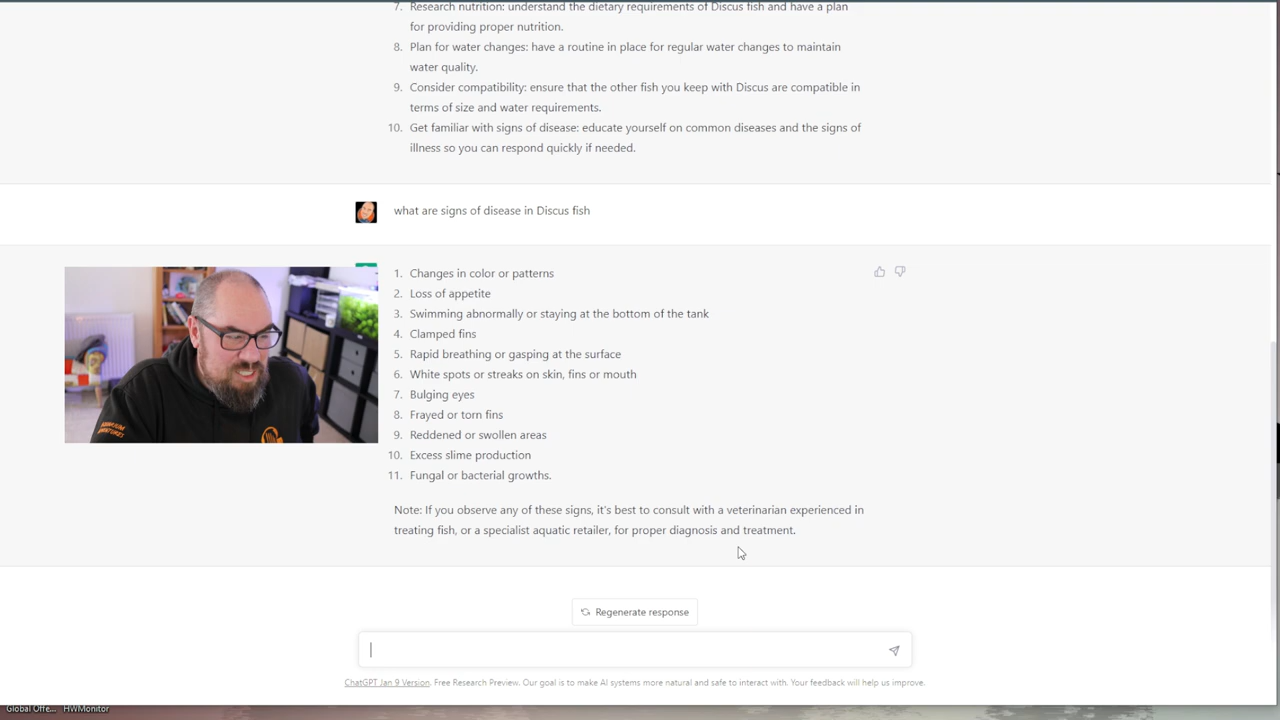 7. Research nutrition: understand the dietary requirements of Discus fish and have a plan
for providing proper nutrition.
8. Plan for water changes: have a routine in place for regular water changes to maintain
water quality.
9. Consider compatibility: ensure that the other fish you keep with Discus are compatible in
terms of size and water requirements.
10. Get familiar with signs of disease: educate yourself on common diseases and the signs of
illness so you can respond quickly if needed.
what are signs of disease in Discus fish
1. Changes in color or patterns
2. Loss of appetite
3. Swimming abnormally or staying at the bottom of the tank
4. Clamped fins
5. Rapid breathing or gasping at the surface
6. White spots or streaks on skin, fins or mouth
7. Bulging eyes
8. Frayed or torn fins
9. Reddened or swollen areas
10. Excess slime production
11. Fungal or bacterial growths.
Note: If you observe any of these signs, it's best to consult with a veterinarian experienced in
treating fish, or a specialist aquatic retailer, for proper diagnosis and treatment.
Regenerate response
ChatGPT Jan 9 Version. Free Research Preview. Our goal is to make AI systems more natural and safe to interact with. Your feedback will help us improve.
Global Offe... HWMonitor